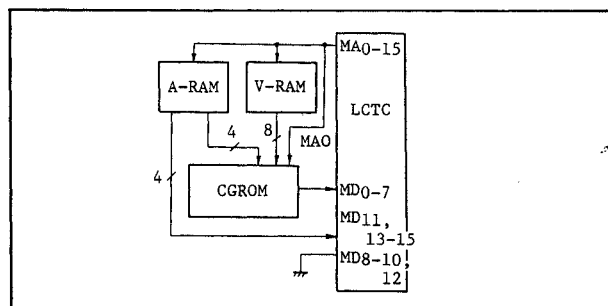 MA0-15
A-RAM
V-RAM
LCTC
4
8
MA0
4
CGROM
MD0-7
MD11,
13-15
MD8-10,
12